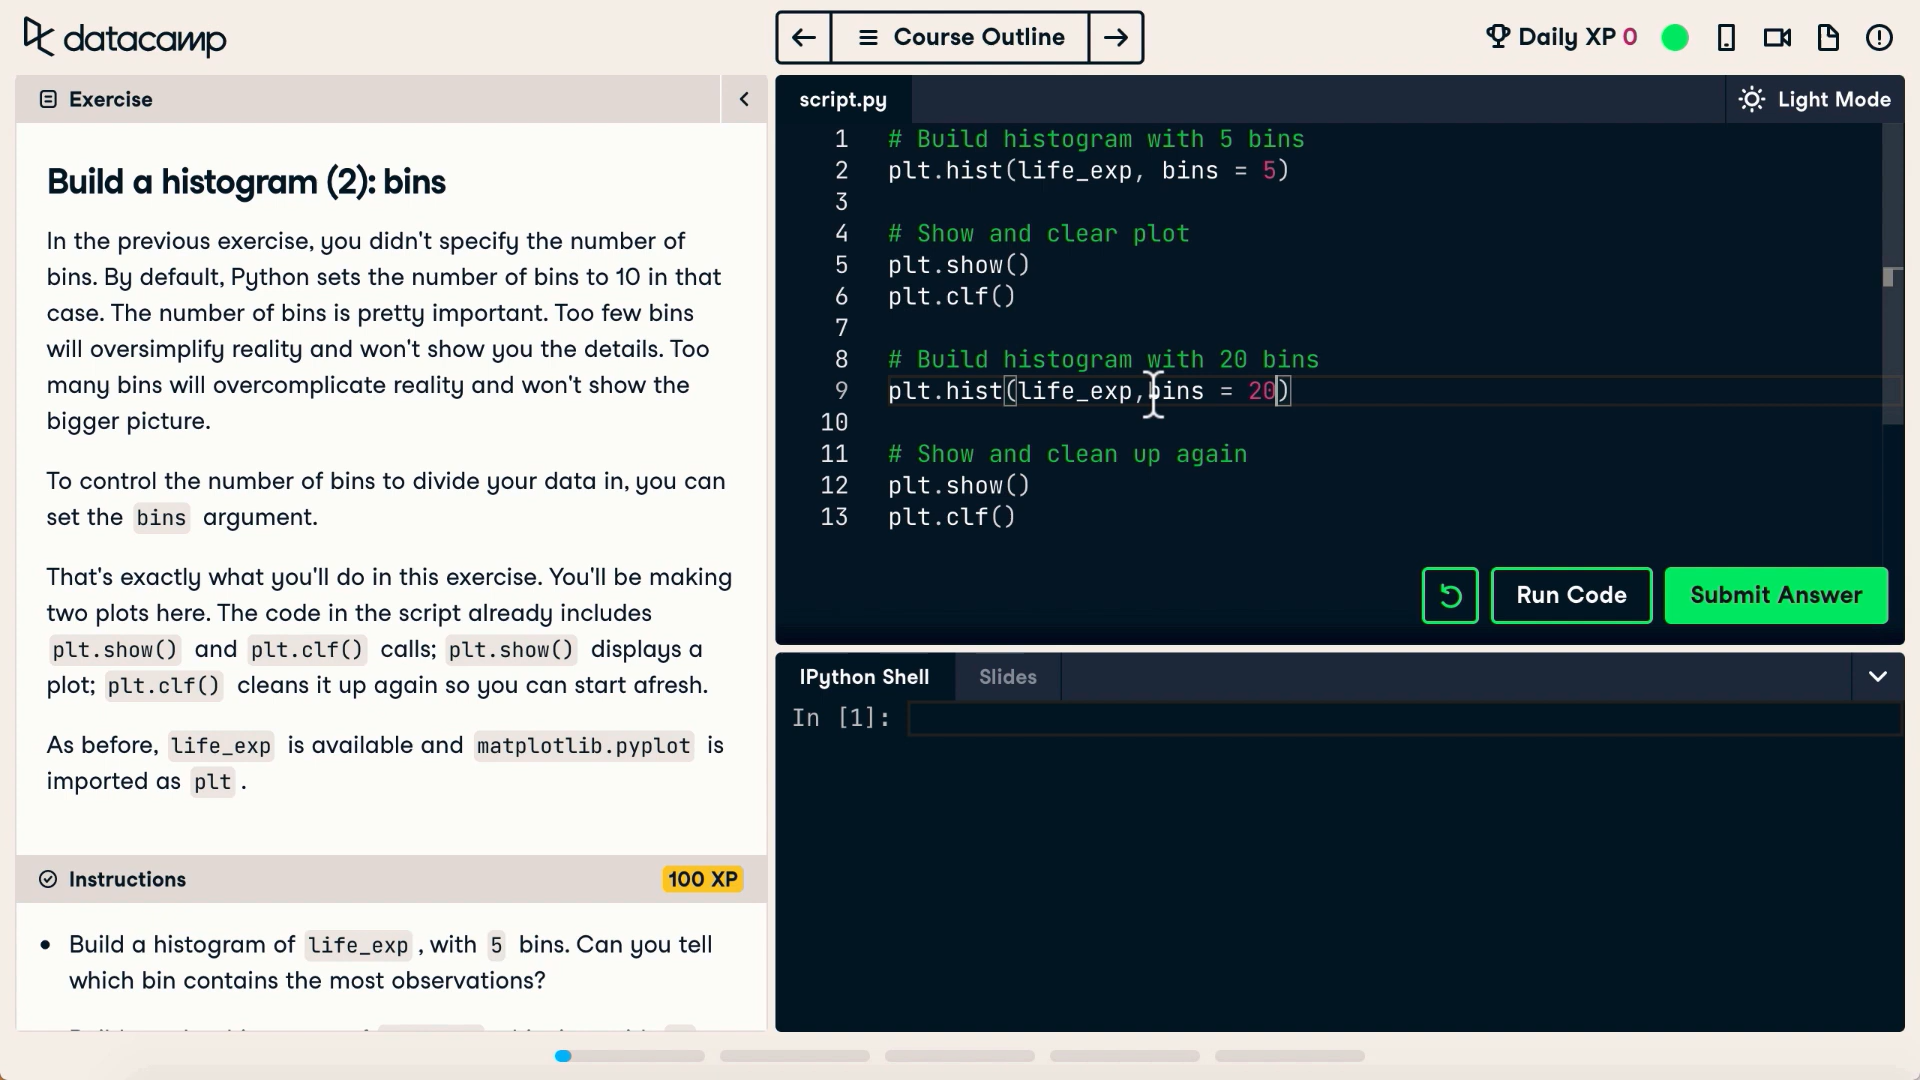 datacamp
Course Outline
Daily XP 0
Exercise
Build a histogram (2): bins
In the previous exercise, you didn't specify the number of
bins. By default, Python sets the number of bins to 10 in that
case. The number of bins is pretty important. Too few bins
will oversimplify reality and won't show you the details. Too
many bins will overcomplicate reality and won't show the
bigger picture.
To control the number of bins to divide your data in, you can
set the bins argument.
That's exactly what you'll do in this exercise. You'll be making
two plots here. The code in the script already includes
plt.show() and plt.clf() calls; plt.show() displays a
plot; plt.clf() cleans it up again so you can start afresh.
As before, life_exp is available and matplotlib.pyplot is
imported as plt .
Instructions
100 XP
Build a histogram of life_exp , with 5 bins. Can you tell
which bin contains the most observations?
script.py
Light Mode
1 # Build histogram with 5 bins
2 plt.hist(life_exp, bins = 5)
3
4 # Show and clear plot
5 plt.show()
6 plt.clf()
7
8 # Build histogram with 20 bins
9 plt.hist(life_exp,bins = 20)
10
11 # Show and clean up again
12 plt.show()
13 plt.clf()
Run Code
Submit Answer
IPython Shell
Slides
In [1]: